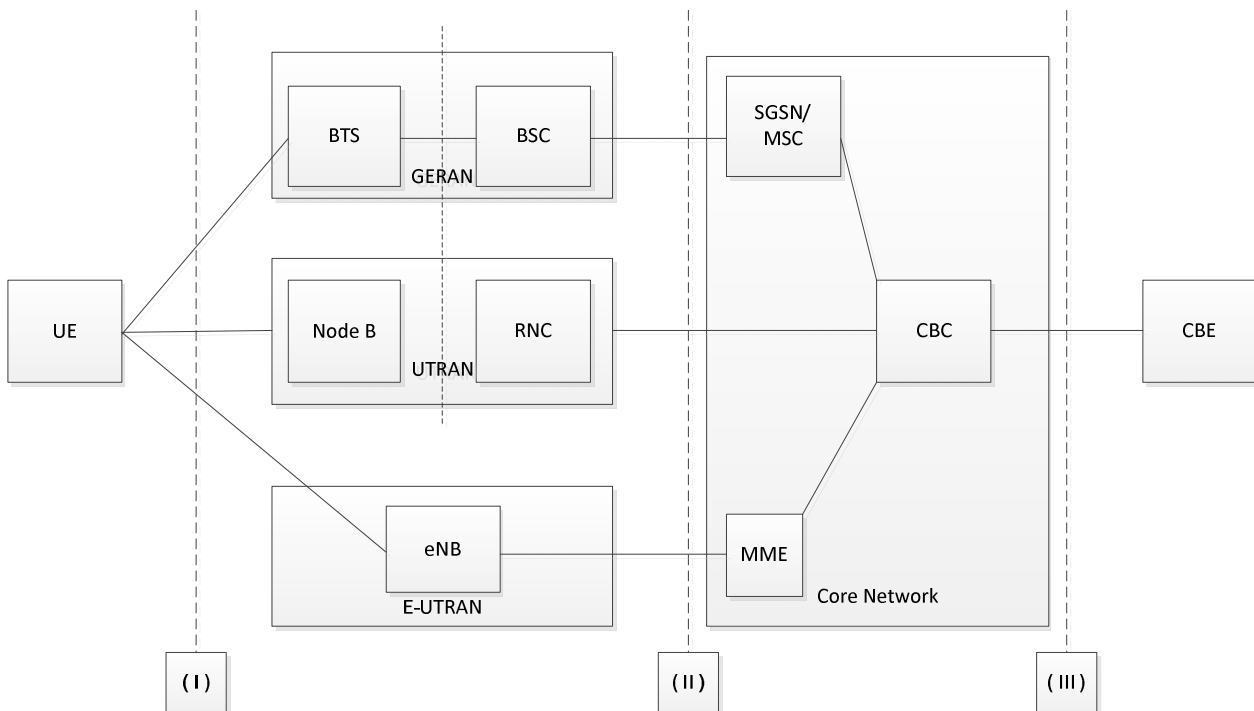 BTS
BSC
GERAN
SGSN/
MSC
UE
Node B
RNC
UTRAN
CBC
CBE
eNB
E-UTRAN
MME
Core Network
(I)
(II)
(III)